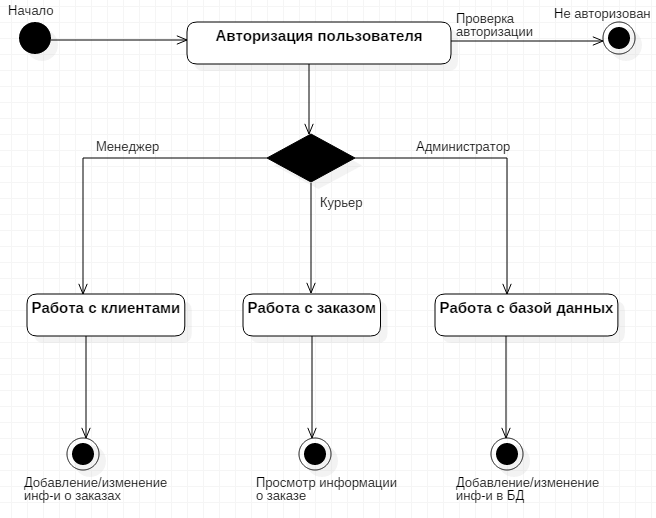 Начало
Авторизация пользователя
Проверка
авторизации
Не авторизован
Менеджер
Администратор
Курьер
Работа с клиентами
Работа с заказом
Работа с базой данных
Добавление/изменение
инф-и о заказах
Просмотр информации
о заказе
Добавление/изменение
инф-и в БД